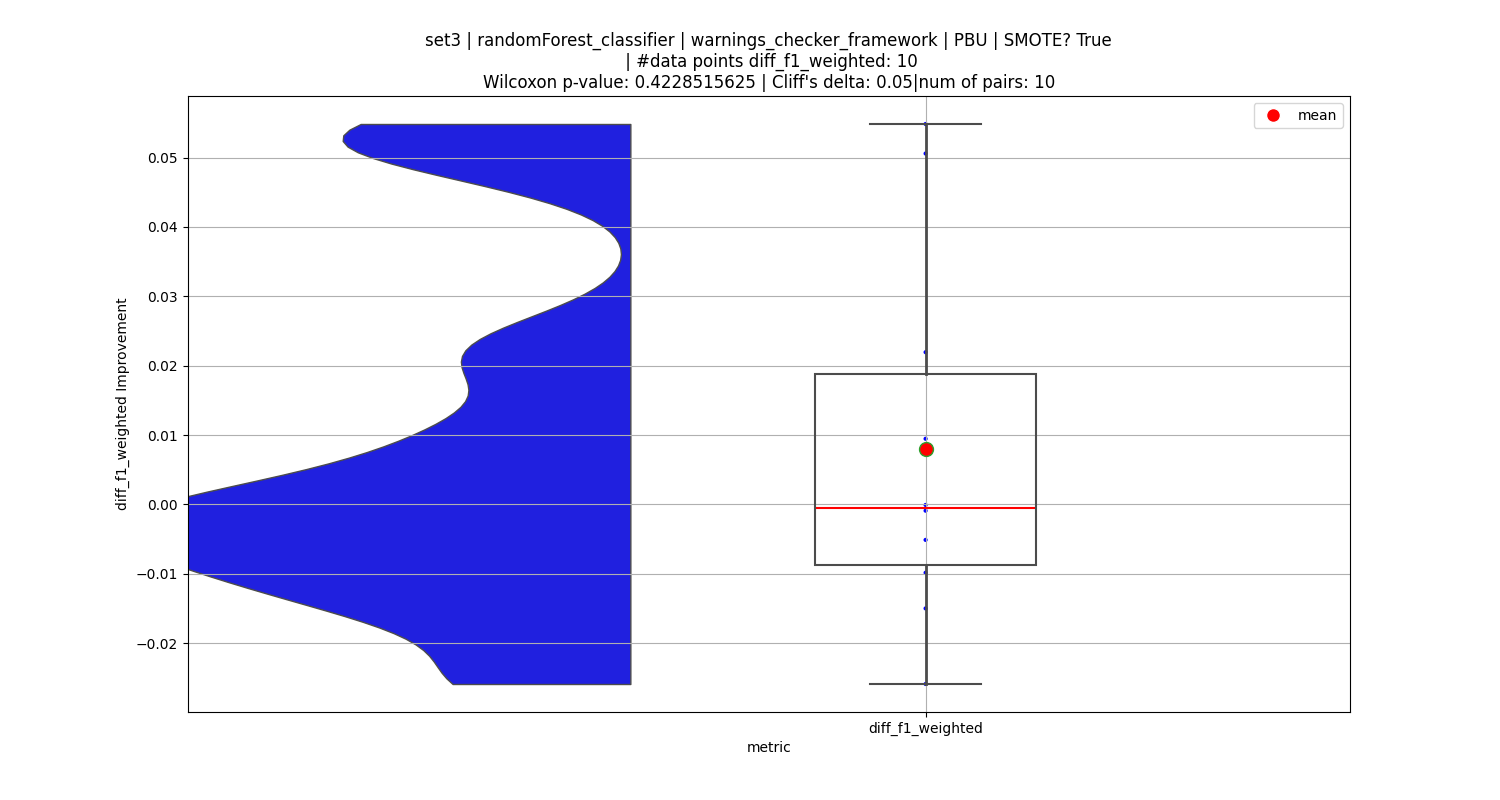 set3 | randomForest_classifier | warnings_checker_framework | PBU | SMOTE? True
| #data points diff_f1_weighted: 10
Wilcoxon p-value: 0.4228515625 | Cliff's delta: 0.05|num of pairs: 10
mean
0.05
0.04
0.03
0.02
0.01
0.00
−0.01
−0.02
diff_f1_weighted Improvement
diff_f1_weighted
metric